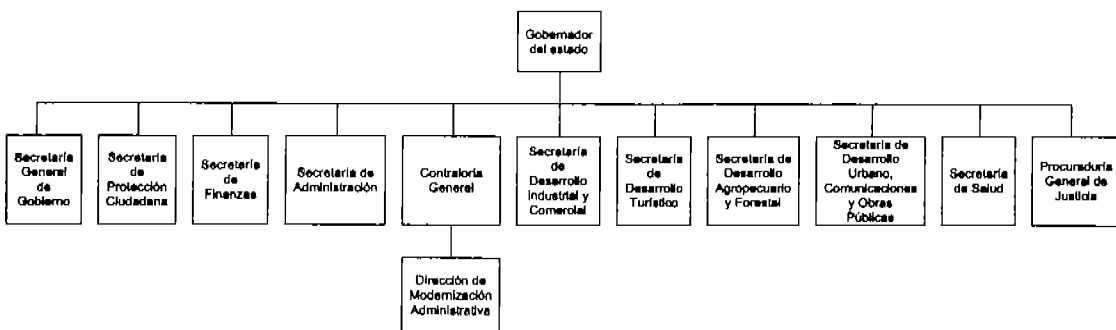 Gobernador
del estado
Secretaría
General
de
Gobierno
Secretaría
de
Protección
Ciudadana
Secretaría
de
Finanzas
Secretaría de
Administración
Contraloría
General
Secretaría
de
Desarrollo
Industrial y
Comercial
Secretaría
de
Desarrollo
Turístico
Secretaría de
Desarrollo
Agropecuario
y Forestal
Secretaría de
Desarrollo
Urbano,
Comunicaciones
y Obras
Públicas
Secretaría
de Salud
Procuraduría
General de
Justicia
Dirección de
Modernización
Administrativa